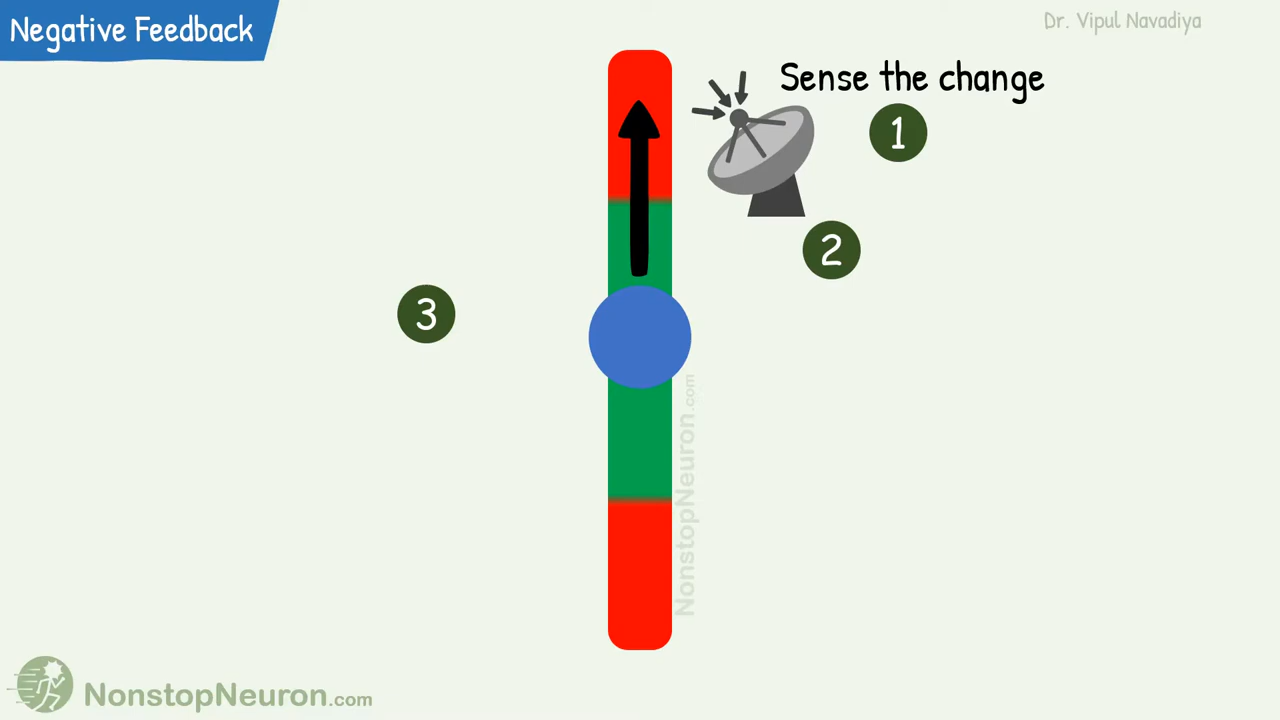 Negative Feedback
Dr. Vipul Navadiya
Sense the change
1
2
3
NonstopNeuron.com
NonstopNeuron.com